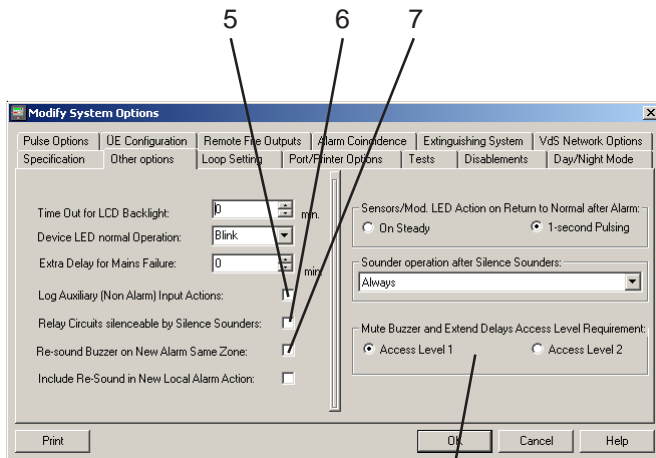 5 6 7
Modify System Options
Pulse Options ÜE Configuration Remote Fire Outputs Alarm Coincidence Extinguishing System VdS Network Options
Specification Other options Loop Setting Port/Printer Options Tests Disablements Day/Night Mode
Time Out for LCD Backlight: 0 min.
Device LED normal Operation: Blink
Extra Delay for Mains Failure: 0 min
Log Auxiliary (Non Alarm) Input Actions:
Relay Circuits silenceable by Silence Sounders:
Re-sound Buzzer on New Alarm Same Zone:
Include Re-Sound in New Local Alarm Action:
Sensors/Mod. LED Action on Return to Normal after Alarm:
On Steady 1-second Pulsing
Sounder operation after Silence Sounders:
Always
Mute Buzzer and Extend Delays Access Level Requirement:
Access Level 1 Access Level 2
Print OK Cancel Help